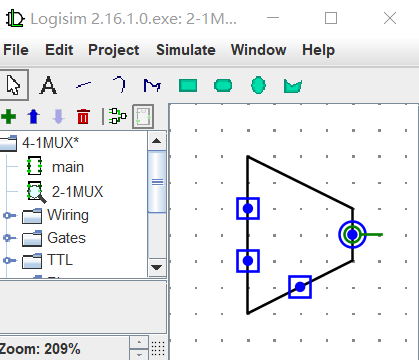 Logisim 2.16.1.0.exe: 2-1M...
File Edit Project Simulate Window Help
A
4-1MUX*
main
2-1MUX
Wiring
Gates
TTL
Zoom: 209%